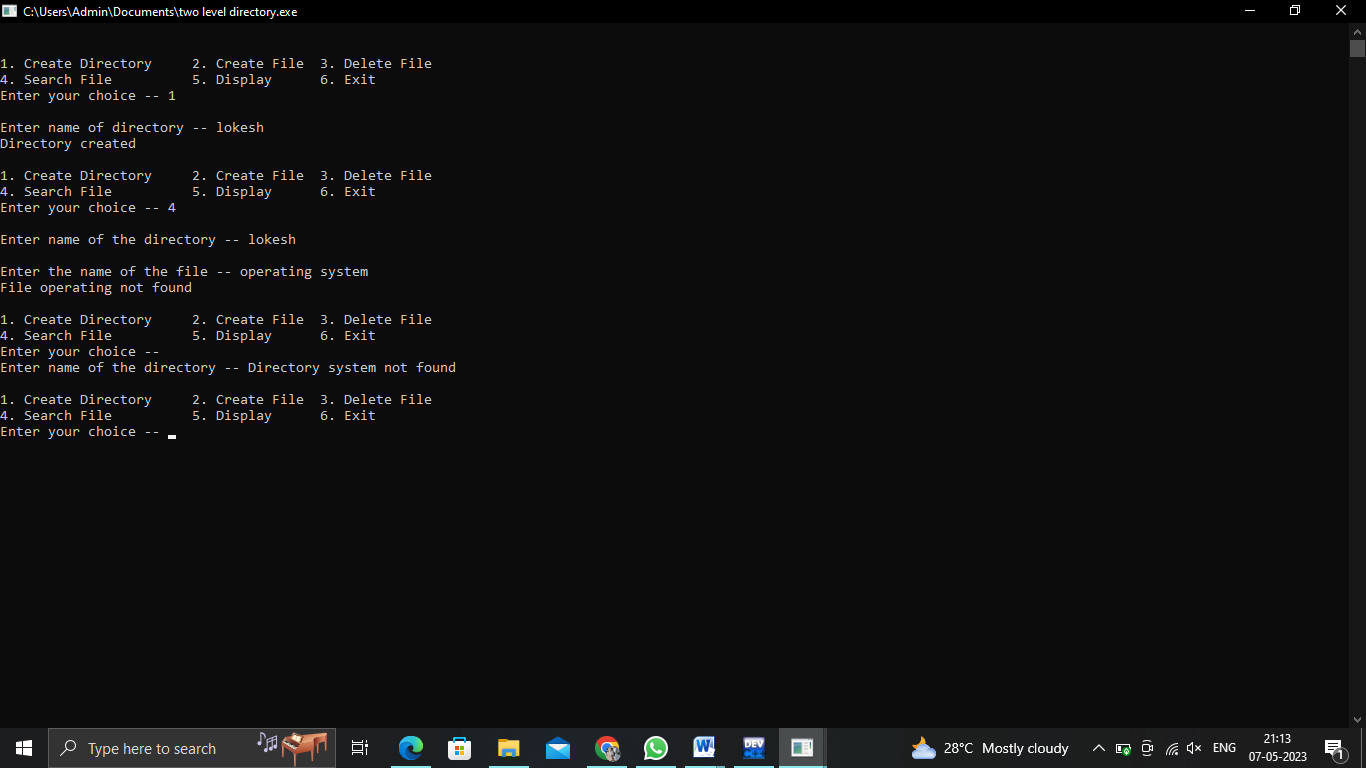 C:\Users\Admin\Documents\two level directory.exe
1. Create Directory     2. Create File  3. Delete File
4. Search File          5. Display      6. Exit
Enter your choice -- 1
Enter name of directory -- lokesh
Directory created
1. Create Directory     2. Create File  3. Delete File
4. Search File          5. Display      6. Exit
Enter your choice -- 4
Enter name of the directory -- lokesh
Enter the name of the file -- operating system
File operating not found
1. Create Directory     2. Create File  3. Delete File
4. Search File          5. Display      6. Exit
Enter your choice --
Enter name of the directory -- Directory system not found
1. Create Directory     2. Create File  3. Delete File
4. Search File          5. Display      6. Exit
Enter your choice --
Type here to search
W
DEV
28°C Mostly cloudy
ENG
21:13
07-05-2023
1